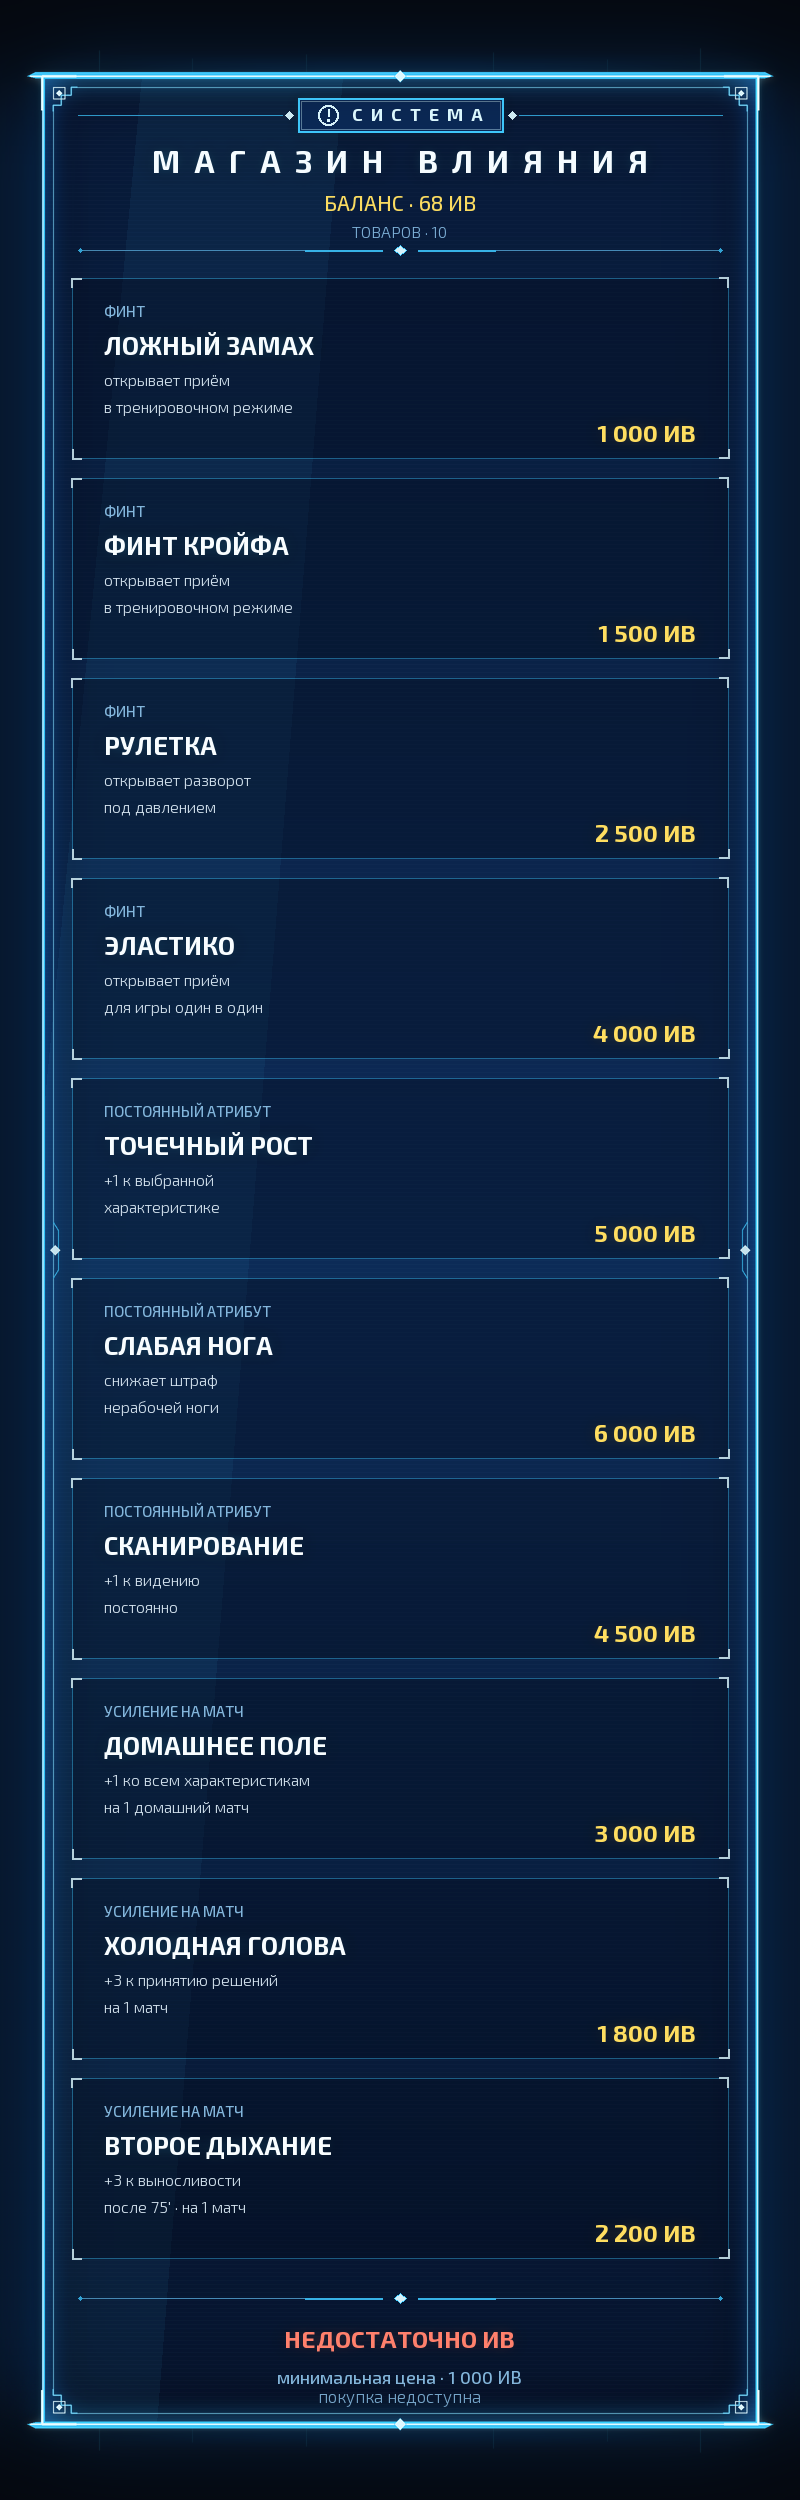 СИСТЕМА
МАГАЗИН ВЛИЯНИЯ
БАЛАНС · 68 ИВ
ТОВАРОВ · 10
ФИНТ
ЛОЖНЫЙ ЗАМАХ
открывает приём
в тренировочном режиме
1 000 ИВ
ФИНТ
ФИНТ КРОЙФА
открывает приём
в тренировочном режиме
1 500 ИВ
ФИНТ
РУЛЕТКА
открывает разворот
под давлением
2 500 ИВ
ФИНТ
ЭЛАСТИКО
открывает приём
для игры один в один
4 000 ИВ
ПОСТОЯННЫЙ АТРИБУТ
ТОЧЕЧНЫЙ РОСТ
+1 к выбранной
характеристике
5 000 ИВ
ПОСТОЯННЫЙ АТРИБУТ
СЛАБАЯ НОГА
снижает штраф
нерабочей ноги
6 000 ИВ
ПОСТОЯННЫЙ АТРИБУТ
СКАНИРОВАНИЕ
+1 к видению
постоянно
4 500 ИВ
УСИЛЕНИЕ НА МАТЧ
ДОМАШНЕЕ ПОЛЕ
+1 ко всем характеристикам
на 1 домашний матч
3 000 ИВ
УСИЛЕНИЕ НА МАТЧ
ХОЛОДНАЯ ГОЛОВА
+3 к принятию решений
на 1 матч
1 800 ИВ
УСИЛЕНИЕ НА МАТЧ
ВТОРОЕ ДЫХАНИЕ
+3 к выносливости
после 75' · на 1 матч
2 200 ИВ
НЕДОСТАТОЧНО ИВ
минимальная цена · 1 000 ИВ
покупка недоступна